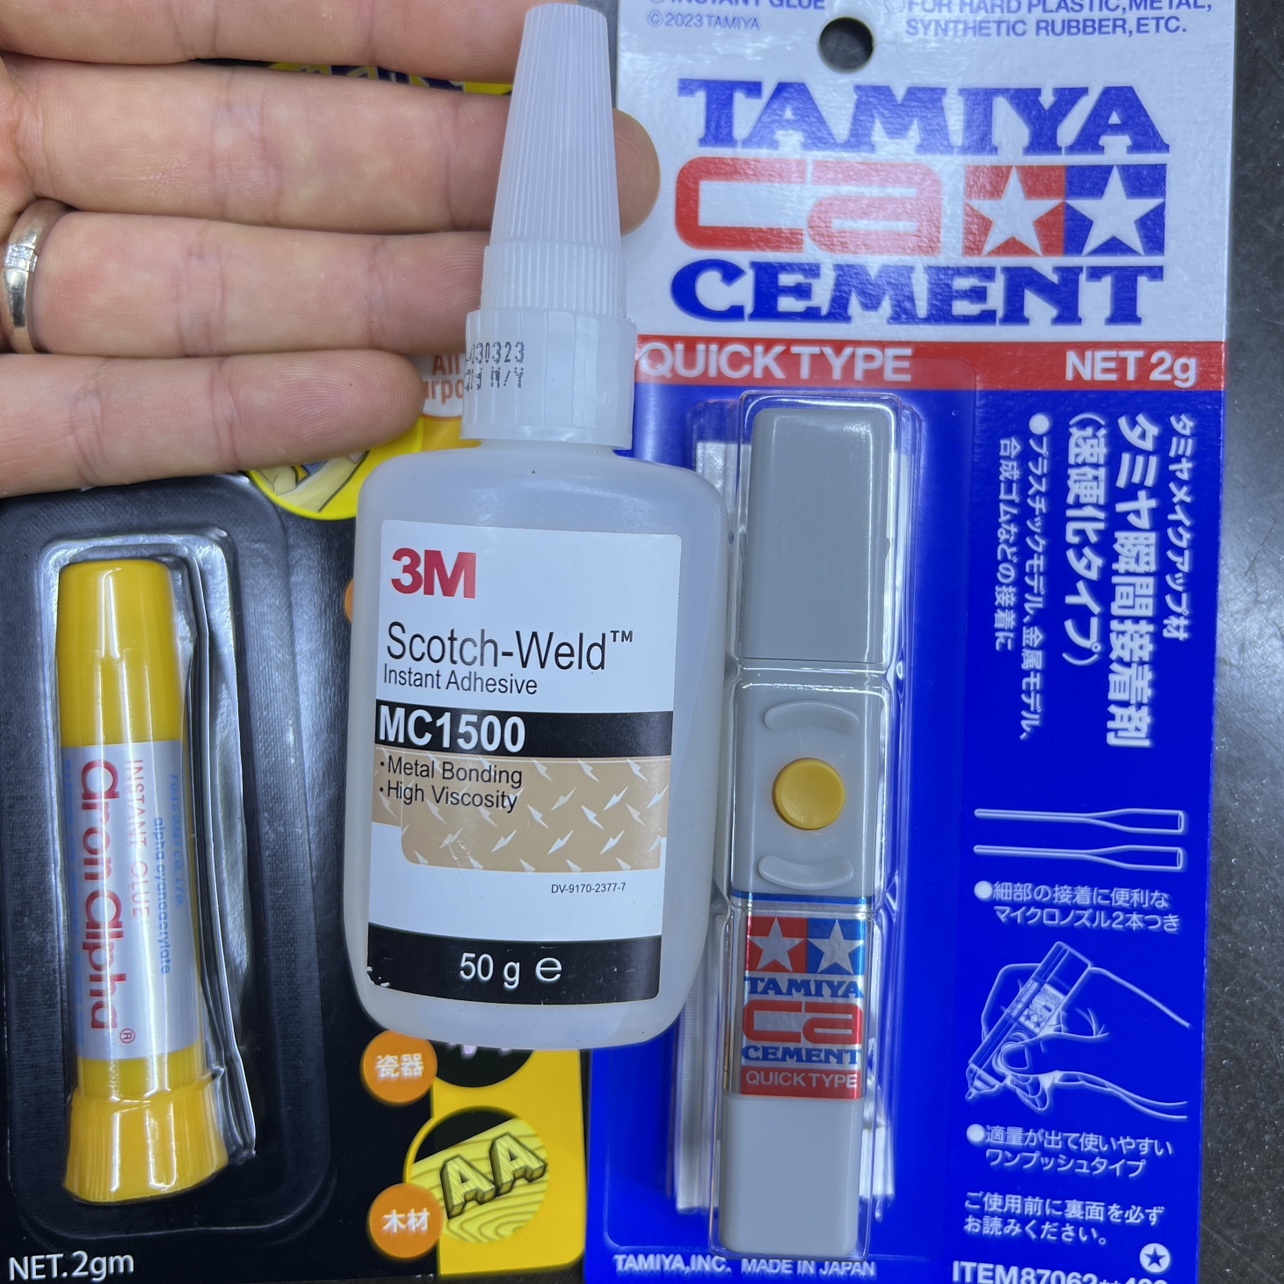 INSTANT GLUE
©2023 TAMIYA
FOR HARD PLASTIC, METAL,
SYNTHETIC RUBBER, ETC.
TAMIYA
Ca
CEMENT
QUICK TYPE
NET 2g
タミヤメイクアップ材
タミヤ瞬間接着剤
(速硬化タイプ)
●プラスチックモデル、金属モデル、
合成ゴムなどの接着に
●細部の接着に便利な
マイクロノズル2本つき
●適量が出て使いやすい
ワンプッシュタイプ
ご使用前に裏面を必ず
お読みください。
TAMIYA, INC. MADE IN JAPAN
ITEM 87062
TAMIYA
Ca
CEMENT
QUICK TYPE
30323
M/Y
3M
Scotch-Weld™
Instant Adhesive
MC1500
•Metal Bonding
•High Viscosity
DV-9170-2377-7
50 g e
All
urpo
瓷器
AA
木材
INSTANT GLUE
aron alpha®
alpha cyanoacrylate
NET. 2gm